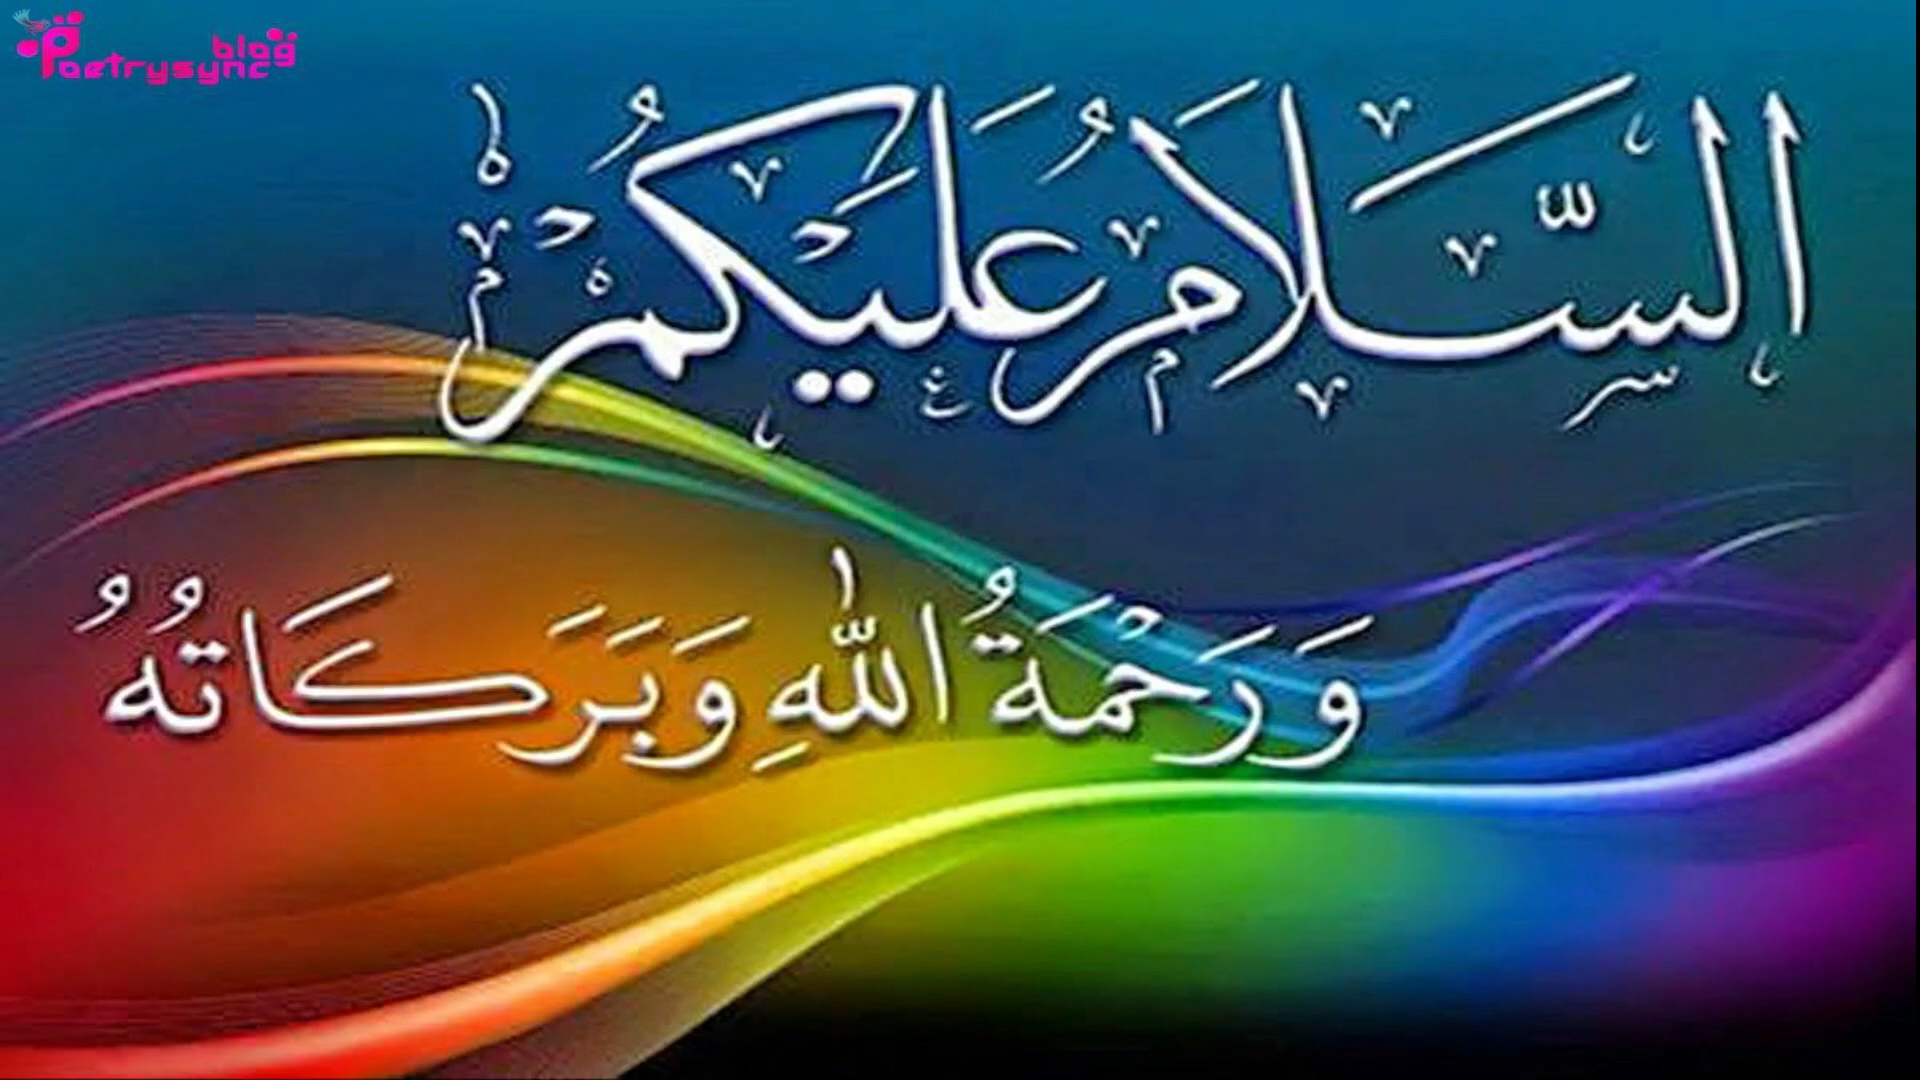 Poetrysync blog
السَّلَامُ عَلَيْكُمْ
وَرَحْمَةُ اللهِ وَبَرَكَاتُهُ